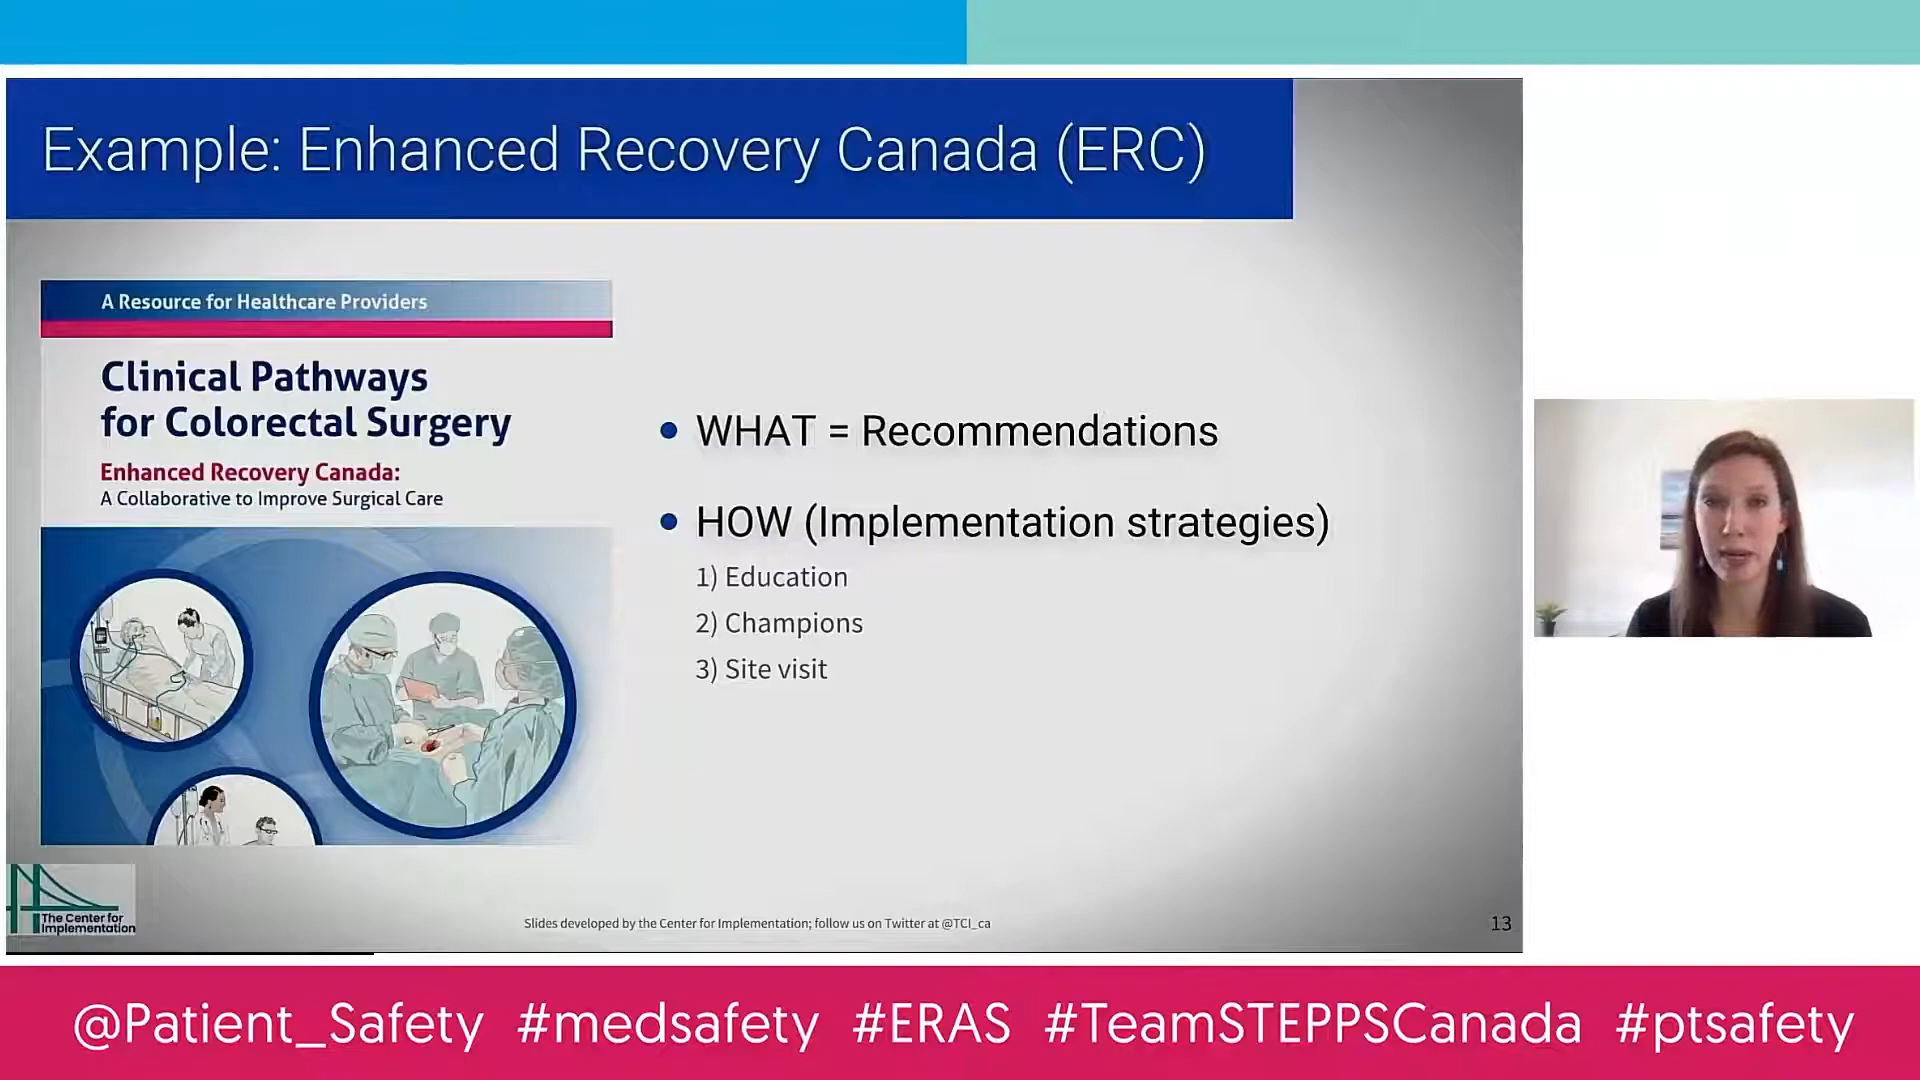 Example: Enhanced Recovery Canada (ERC)
A Resource for Healthcare Providers
Clinical Pathways
for Colorectal Surgery
Enhanced Recovery Canada:
A Collaborative to Improve Surgical Care
• WHAT = Recommendations
• HOW (Implementation strategies)
1) Education
2) Champions
3) Site visit
The Center for
Implementation
Slides developed by the Center for Implementation; follow us on Twitter at @TCI_ca
13
@Patient_Safety #medsafety #ERAS #TeamSTEPPSCanada #ptsafety